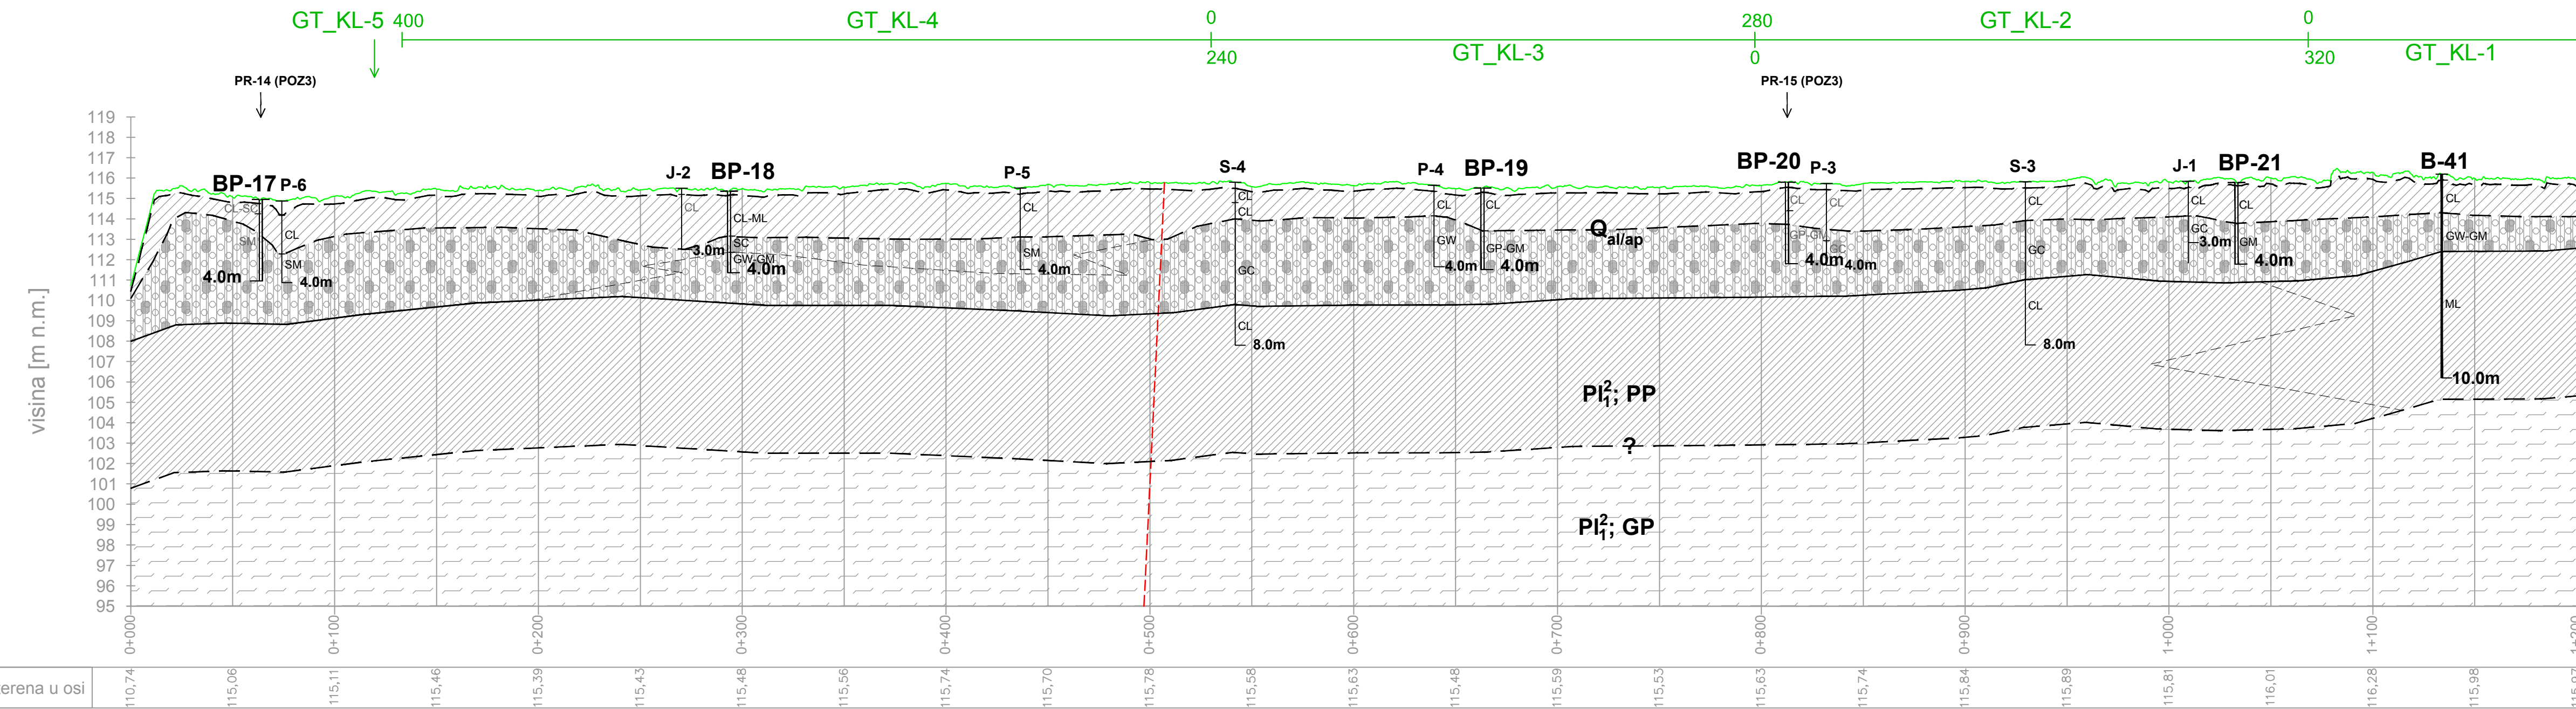 GT_KL-5 400 GT_KL-4 0 280 GT_KL-2 0
240 GT_KL-3 0 320 GT_KL-1
PR-14 (POZ3) PR-15 (POZ3)
BP-17 P-6 J-2 BP-18 P-5 S-4 P-4 BP-19 BP-20 P-3 S-3 J-1 BP-21 B-41
visina [m n.m.]
119
118
117
116
115
114
113
112
111
110
109
108
107
106
105
104
103
102
101
100
99
98
97
96
95
CL-SC
SM
4.0m
CL
SM
4.0m
CL
3.0m
CL-ML
SC
GW-GM
4.0m
CL
SM
4.0m
CL
CL
GC
CL
8.0m
CL
GW
4.0m
CL
GP-GM
4.0m
Qal/ap
CL
GP-GM
4.0m
CL
GC
4.0m
CL
GC
CL
8.0m
CL
GC
3.0m
CL
GM
4.0m
CL
GW-GM
ML
10.0m
Pl₁²; PP
?
Pl₁²; GP
0+000 0+100 0+200 0+300 0+400 0+500 0+600 0+700 0+800 0+900 1+000 1+100 1+200
terena u osi 110,74 115,06 115,11 115,46 115,39 115,43 115,48 115,56 115,64 115,70 115,78 115,58 115,63 115,48 115,59 115,53 115,63 115,74 115,84 115,89 115,81 116,01 116,28 115,98